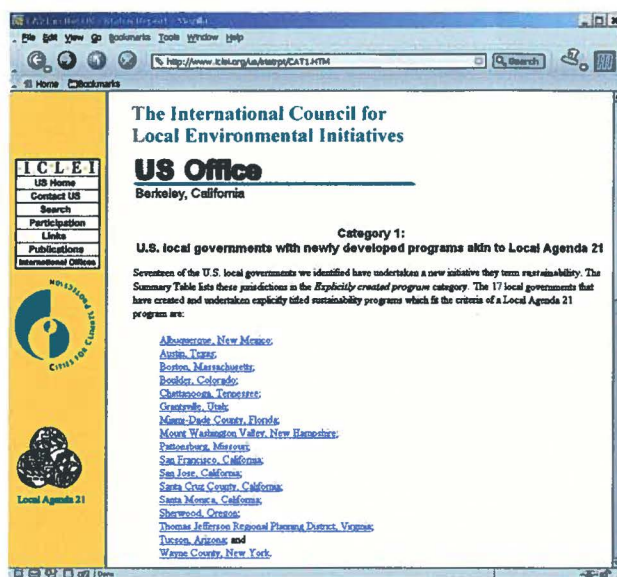 File Edit View Go Bookmarks Tools Window Help
http://www.iclei.org/us/statrpt/CAT1.HTM
Search
Home Bookmarks
The International Council for
Local Environmental Initiatives
US Office
Berkeley, California
I·C·L·E·I
US Home
Contact US
Search
Participation
Links
Publications
International Offices
CITIES FOR CLIMATE PROTECTION
Local Agenda 21
Category 1:
U.S. local governments with newly developed programs akin to Local Agenda 21
Seventeen of the U.S. local governments we identified have undertaken a new initiative they term sustainability. The
Summary Table lists these jurisdictions in the Explicitly created program category. The 17 local governments that
have created and undertaken explicitly titled sustainability programs which fit the criteria of a Local Agenda 21
program are:
Albuquerque, New Mexico;
Austin, Texas;
Boston, Massachusetts;
Boulder, Colorado;
Chattanooga, Tennessee;
Grantsville, Utah;
Miami-Dade County, Florida;
Mount Washington Valley, New Hampshire;
Pattonsburg, Missouri;
San Francisco, California;
San Jose, California;
Santa Cruz County, California;
Santa Monica, California;
Sherwood, Oregon;
Thomas Jefferson Regional Planning District, Virginia;
Tucson, Arizona; and
Wayne County, New York.
Done